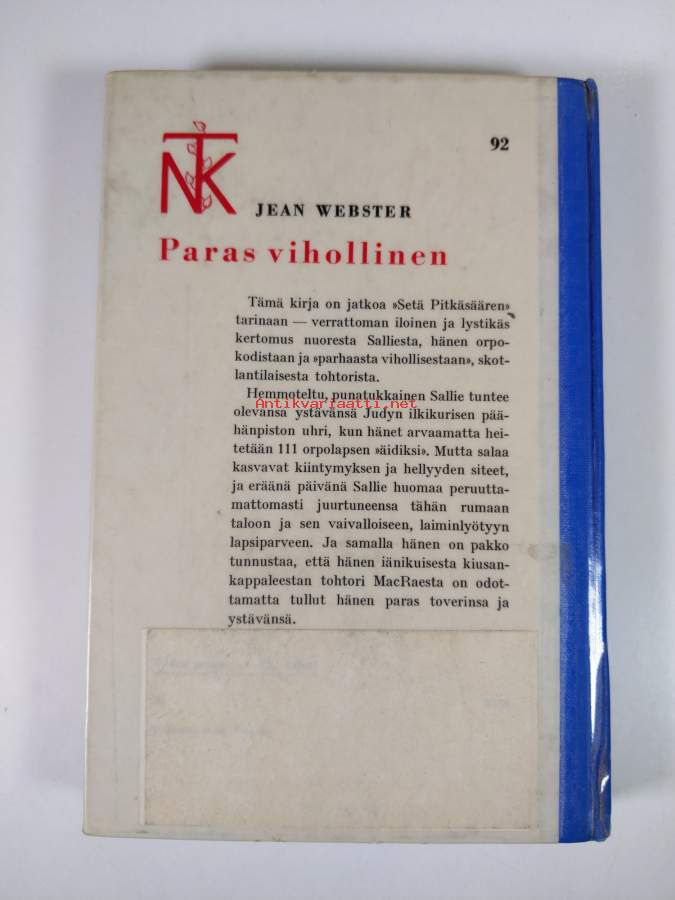 NTK
92
JEAN WEBSTER
Paras vihollinen
Tämä kirja on jatkoa »Setä Pitkäsäären»
tarinaan — verrattoman iloinen ja lystikäs
kertomus nuoresta Salliesta, hänen orpo-
kodistaan ja »parhaasta vihollisestaan», skot-
lantilaisesta tohtorista.
Hemmoteltu, punatukkainen Sallie tuntee
Antikvariaatti.net
olevansa ystävänsä Judyn ilkikurisen pää-
hänpiston uhri, kun hänet arvaamatta hei-
tetään 111 orpolapsen »äidiksi». Mutta salaa
kasvavat kiintymyksen ja hellyyden siteet,
ja eräänä päivänä Sallie huomaa peruutta-
mattomasti juurtuneensa tähän rumaan
taloon ja sen vaivalloiseen, laiminlyötyyn
lapsiparveen. Ja samalla hänen on pakko
tunnustaa, että hänen iänikuisesta kiusan-
kappaleestan tohtori MacRaesta on odot-
tamatta tullut hänen paras toverinsa ja
ystävänsä.